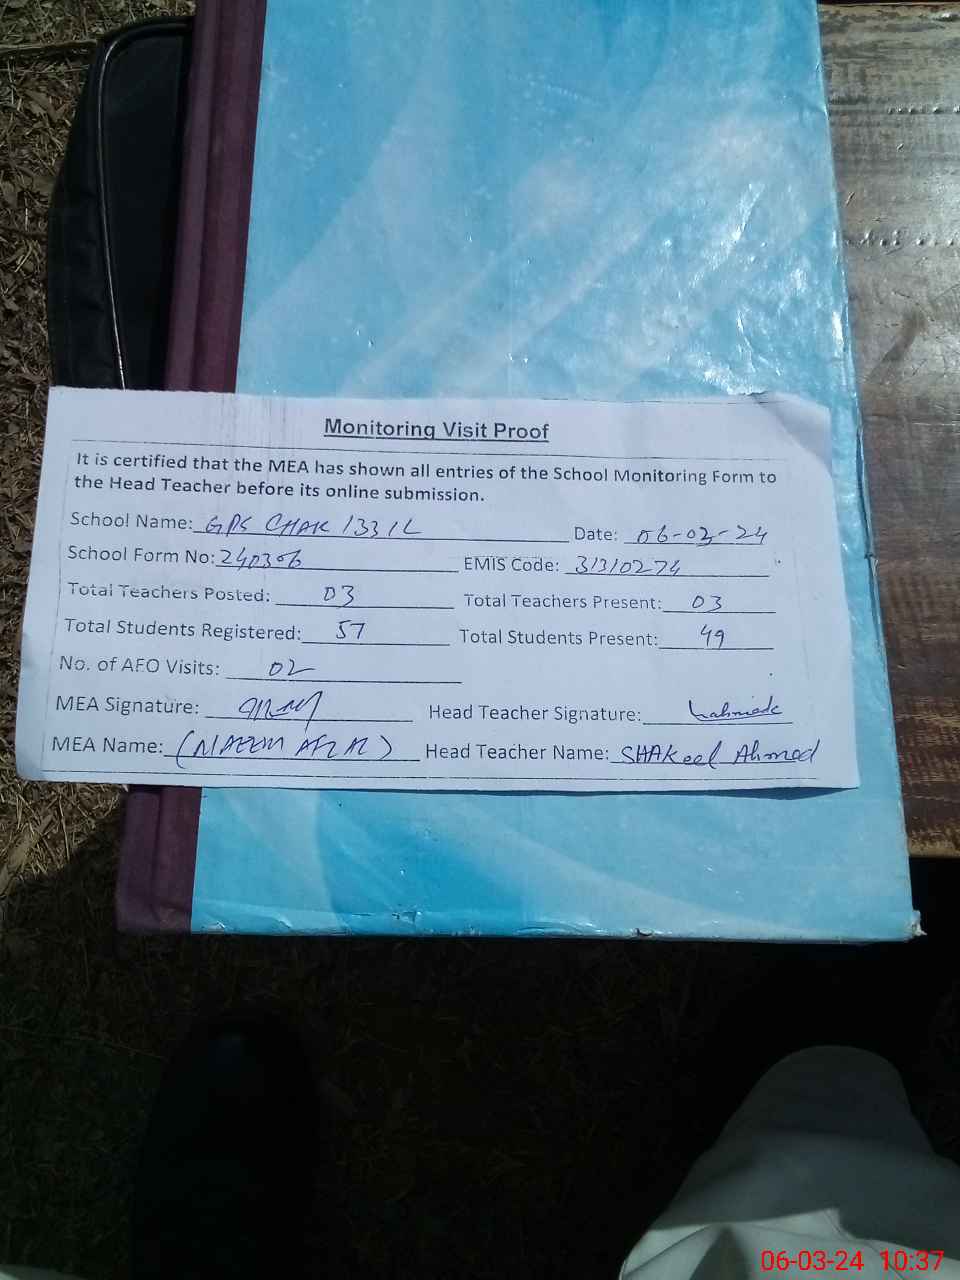 Monitoring Visit Proof
It is certified that the MEA has shown all entries of the School Monitoring Form to
the Head Teacher before its online submission.
School Name: GPS CHAK 133 1L Date: 06-03-24
School Form No: 240306 EMIS Code: 31310274
Total Teachers Posted: 03 Total Teachers Present: 03
Total Students Registered: 57 Total Students Present: 49
No. of AFO Visits: 02
MEA Signature: Head Teacher Signature:
MEA Name: (NAEEM AFZAL) Head Teacher Name: SHAKeel Ahmed
06-03-24 10:37